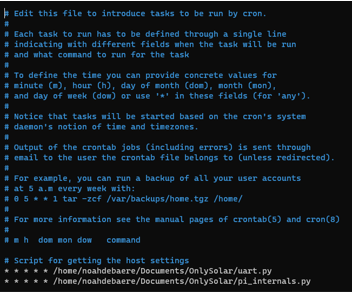 # Edit this file to introduce tasks to be run by cron.
#
# Each task to run has to be defined through a single line
# indicating with different fields when the task will be run
# and what command to run for the task
#
# To define the time you can provide concrete values for
# minute (m), hour (h), day of month (dom), month (mon),
# and day of week (dow) or use '*' in these fields (for 'any').
#
# Notice that tasks will be started based on the cron's system
# daemon's notion of time and timezones.
#
# Output of the crontab jobs (including errors) is sent through
# email to the user the crontab file belongs to (unless redirected).
#
# For example, you can run a backup of all your user accounts
# at 5 a.m every week with:
# 0 5 * * 1 tar -zcf /var/backups/home.tgz /home/
#
# For more information see the manual pages of crontab(5) and cron(8)
#
# m h  dom mon dow   command

# Script for getting the host settings
* * * * * /home/noahdebaere/Documents/OnlySolar/uart.py
* * * * * /home/noahdebaere/Documents/OnlySolar/pi_internals.py